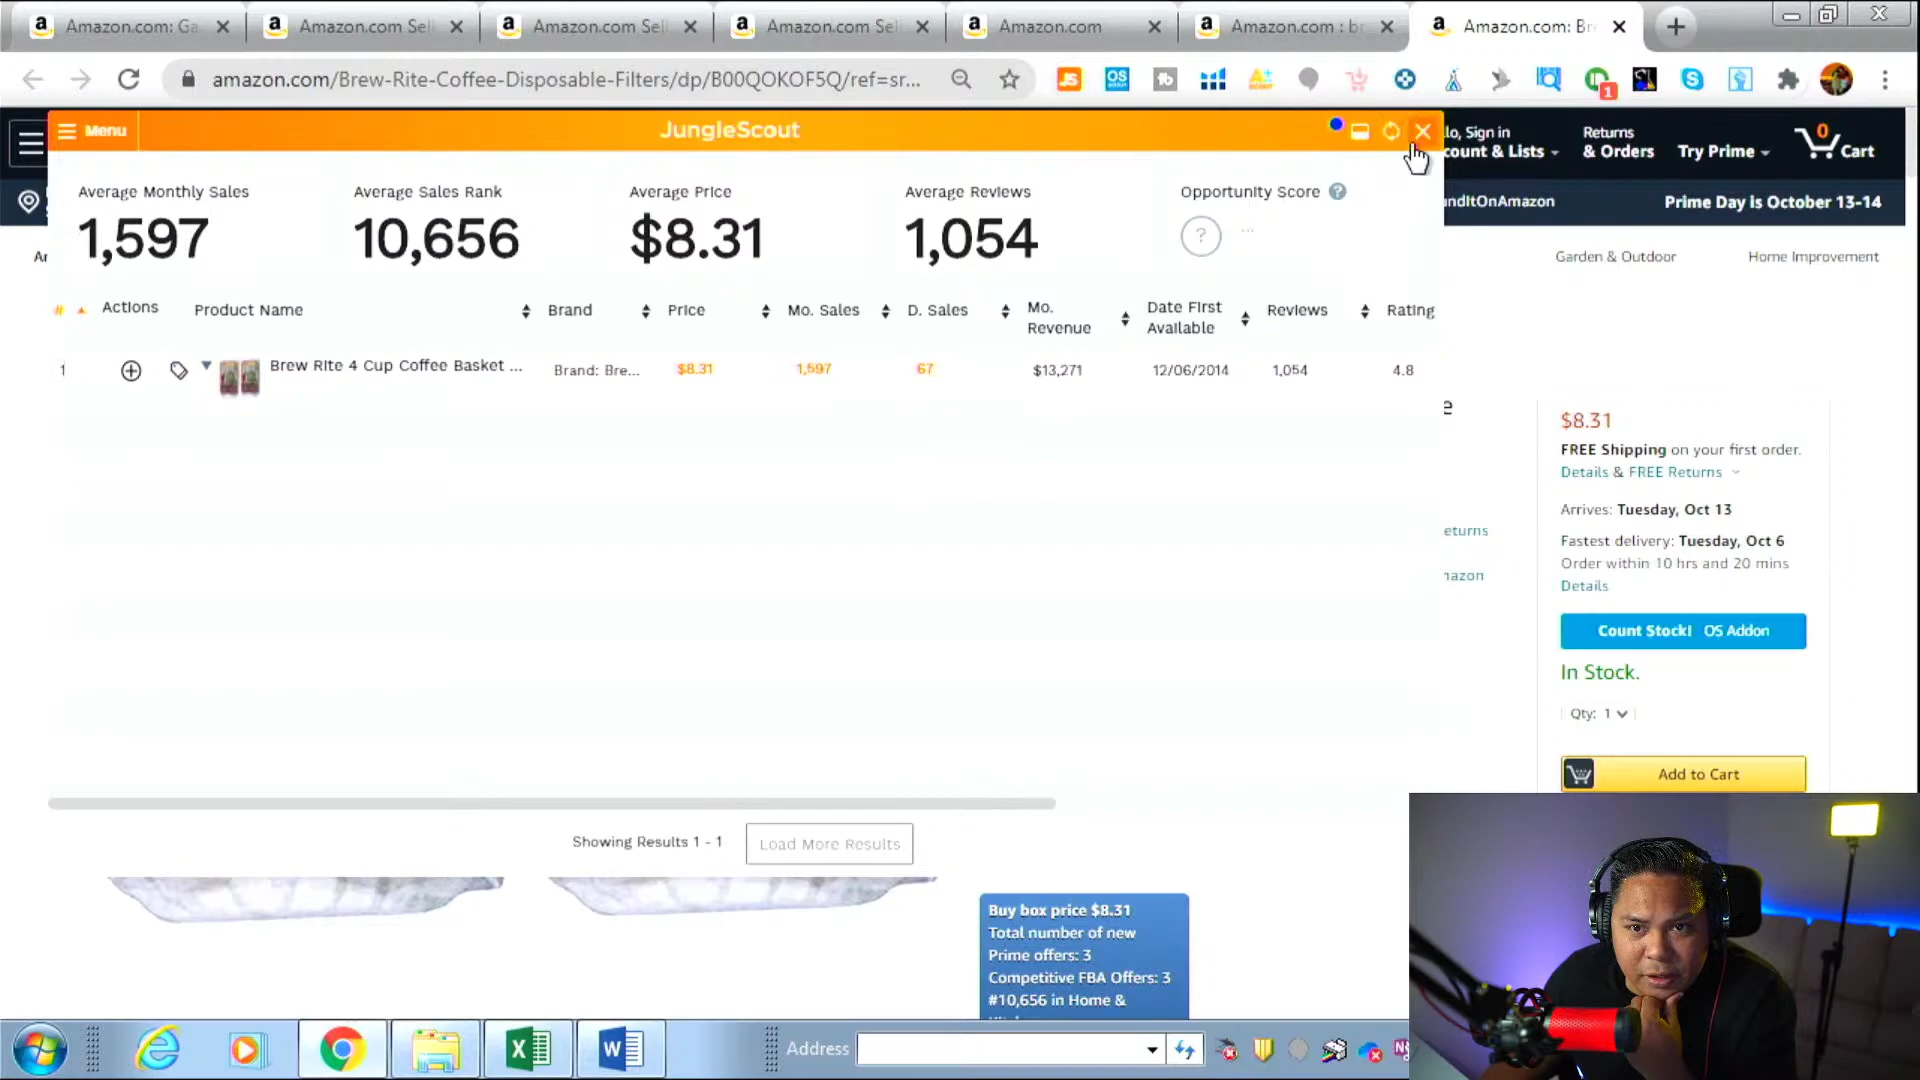 Amazon.com: Ga
Amazon.com Sel
Amazon.com Sel
Amazon.com Sel
Amazon.com
Amazon.com : br
Amazon.com: Br
amazon.com/Brew-Rite-Coffee-Disposable-Filters/dp/B00QOKOF5Q/ref=sr...
Menu
JungleScout
lo, Sign in
count & Lists
Returns
& Orders
Try Prime
0
Cart
undItOnAmazon
Prime Day is October 13-14
Ar
Garden & Outdoor
Home Improvement
Average Monthly Sales
1,597
Average Sales Rank
10,656
Average Price
$8.31
Average Reviews
1,054
Opportunity Score ?
? ...
# Actions Product Name Brand Price Mo. Sales D. Sales Mo. Revenue Date First Available Reviews Rating
1 Brew Rite 4 Cup Coffee Basket ... Brand: Bre... $8.31 1,597 67 $13,271 12/06/2014 1,054 4.8
e
$8.31
FREE Shipping on your first order.
Details & FREE Returns
Arrives: Tuesday, Oct 13
eturns
Fastest delivery: Tuesday, Oct 6
Order within 10 hrs and 20 mins
mazon
Details
Count Stock! OS Addon
In Stock.
Qty: 1
Add to Cart
Showing Results 1 - 1
Load More Results
Buy box price $8.31
Total number of new
Prime offers: 3
Competitive FBA Offers: 3
#10,656 in Home &
Address